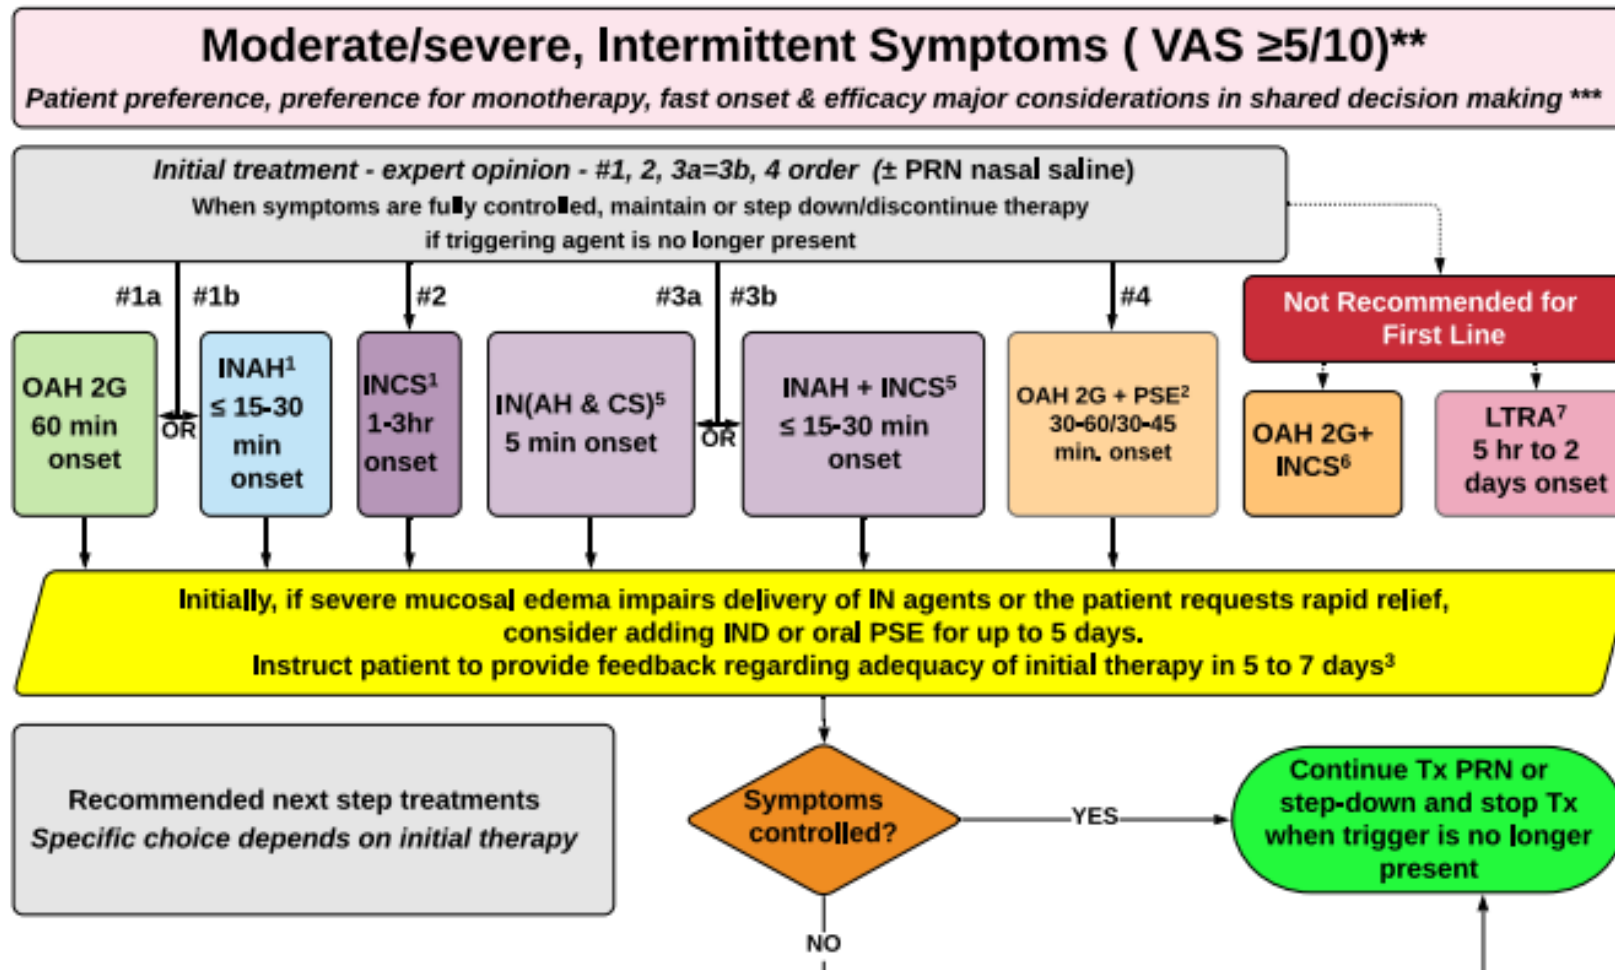 Moderate/severe, Intermittent Symptoms ( VAS ≥5/10)**
Patient preference, preference for monotherapy, fast onset & efficacy major considerations in shared decision making ***
Initial treatment - expert opinion - #1, 2, 3a=3b, 4 order (± PRN nasal saline)
When symptoms are fully controlled, maintain or step down/discontinue therapy
if triggering agent is no longer present
#1a
#1b
#2
#3a
#3b
#4
Not Recommended for
First Line
OAH 2G
60 min
onset
OR
INAH¹
≤ 15-30
min
onset
INCS¹
1-3hr
onset
IN(AH & CS)⁵
5 min onset
OR
INAH + INCS⁵
≤ 15-30 min
onset
OAH 2G + PSE²
30-60/30-45
min. onset
OAH 2G+
INCS⁶
LTRA⁷
5 hr to 2
days onset
Initially, if severe mucosal edema impairs delivery of IN agents or the patient requests rapid relief,
consider adding IND or oral PSE for up to 5 days.
Instruct patient to provide feedback regarding adequacy of initial therapy in 5 to 7 days³
Recommended next step treatments
Specific choice depends on initial therapy
Symptoms
controlled?
YES
Continue Tx PRN or
step-down and stop Tx
when trigger is no longer
present
NO